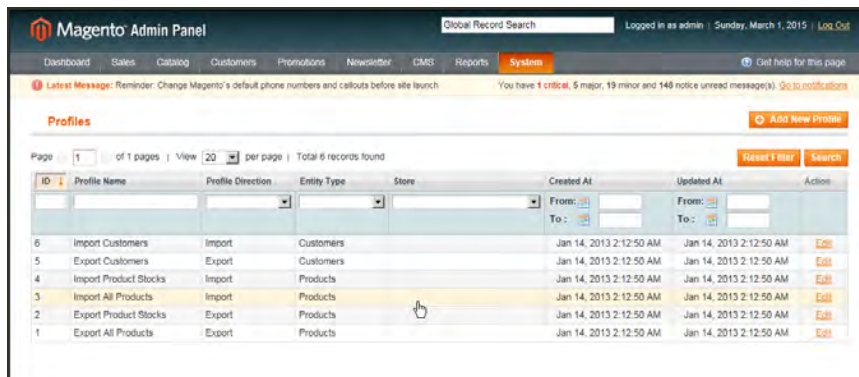 Magento Admin Panel
Global Record Search
Logged in as admin | Sunday, March 1, 2015 | Log Out
Dashboard Sales Catalog Customers Promotions Newsletter CMS Reports System Get help for this page
Latest Message: Reminder: Change Magento's default phone numbers and callouts before site launch You have 1 critical, 5 major, 19 minor and 148 notice unread message(s). Go to notifications
Profiles Add New Profile
Page 1 of 1 pages | View 20 per page | Total 6 records found Reset Filter Search
ID Profile Name Profile Direction Entity Type Store Created At Updated At Action
From: From:
To : To :
6 Import Customers Import Customers Jan 14, 2013 2:12:50 AM Jan 14, 2013 2:12:50 AM Edit
5 Export Customers Export Customers Jan 14, 2013 2:12:50 AM Jan 14, 2013 2:12:50 AM Edit
4 Import Product Stocks Import Products Jan 14, 2013 2:12:50 AM Jan 14, 2013 2:12:50 AM Edit
3 Import All Products Import Products Jan 14, 2013 2:12:50 AM Jan 14, 2013 2:12:50 AM Edit
2 Export Product Stocks Export Products Jan 14, 2013 2:12:50 AM Jan 14, 2013 2:12:50 AM Edit
1 Export All Products Export Products Jan 14, 2013 2:12:50 AM Jan 14, 2013 2:12:50 AM Edit